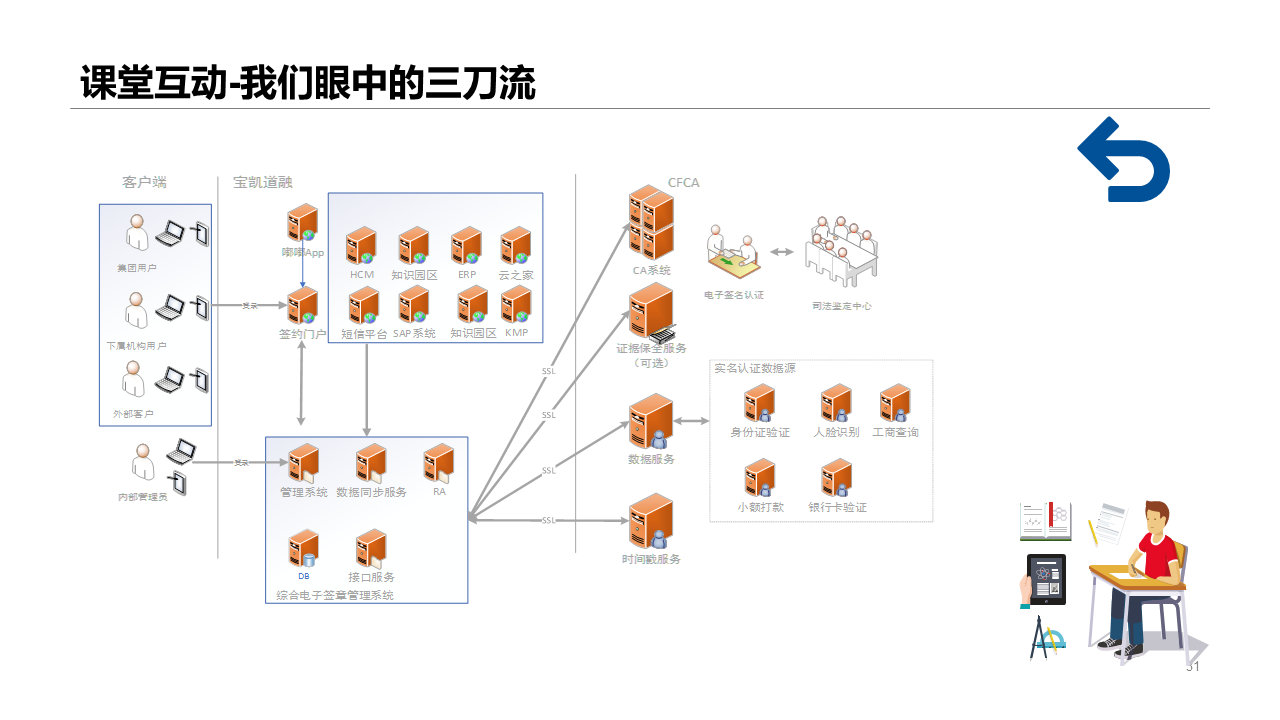 课堂互动-我们眼中的三刀流
客户端
宝凯道融
CFCA
集团用户
下属机构用户
外部客户
内部管理员
登录
登录
嘟嘟App
签约门户
HCM
知识园区
ERP
云之家
短信平台
SAP系统
知识园区
KMP
管理系统
数据同步服务
RA
DB
接口服务
综合电子签章管理系统
SSL
SSL
SSL
SSL
CA系统
证据保全服务
（可选）
数据服务
时间戳服务
电子签名认证
司法鉴定中心
实名认证数据源
身份证验证
人脸识别
工商查询
小额打款
银行卡验证
31